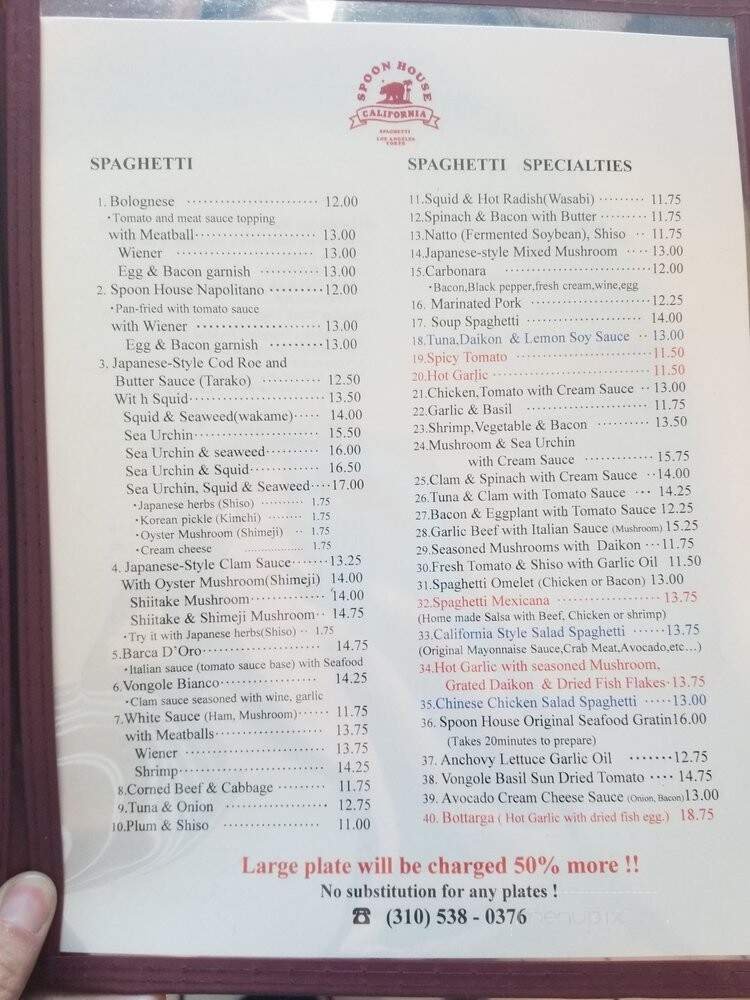 SPOON HOUSE
CALIFORNIA
SPAGHETTI
LOS ANGELES
SPAGHETTI
1. Bolognese ························ 12.00
・Tomato and meat sauce topping
with Meatball······················ 13.00
Wiener ························ 13.00
Egg & Bacon garnish ··········· 13.00
2. Spoon House Napolitano ·········12.00
・Pan-fried with tomato sauce
with Wiener ····················· 13.00
Egg & Bacon garnish ·········13.00
3. Japanese-Style Cod Roe and
Butter Sauce (Tarako) ··········· 12.50
Wit h Squid······················· 13.50
Squid & Seaweed(wakame)····· 14.00
Sea Urchin······················· 15.50
Sea Urchin & seaweed·········· 16.00
Sea Urchin & Squid············· 16.50
Sea Urchin, Squid & Seaweed····17.00
・Japanese herbs (Shiso) ·········· 1.75
・Korean pickle (Kimchi) ········ 1.75
・Oyster Mushroom (Shimeji) ·· 1.75
・Cream cheese ··················· 1.75
4. Japanese-Style Clam Sauce·······13.25
With Oyster Mushroom(Shimeji) 14.00
Shiitake Mushroom·············· 14.00
Shiitake & Shimeji Mushroom·· 14.75
・Try it with Japanese herbs(Shiso) ·· 1.75
5.Barca D'Oro························ 14.75
・Italian sauce (tomato sauce base) with Seafood
6.Vongole Bianco···················· 14.25
・Clam sauce seasoned with wine, garlic
7.White Sauce (Ham, Mushroom)······ 11.75
with Meatballs··················· 13.75
Wiener ························ 13.75
Shrimp·························· 14.25
8.Corned Beef & Cabbage ········· 11.75
9.Tuna & Onion ··················· 12.75
10.Plum & Shiso ················· 11.00
SPAGHETTI SPECIALTIES
11.Squid & Hot Radish(Wasabi) ········· 11.75
12.Spinach & Bacon with Butter ········· 11.75
13.Natto (Fermented Soybean), Shiso ·· 11.75
14.Japanese-style Mixed Mushroom ···· 13.00
15.Carbonara ··························12.00
・Bacon,Black pepper,fresh cream,wine,egg
16. Marinated Pork ····················· 12.25
17. Soup Spaghetti ····················· 14.00
18.Tuna,Daikon & Lemon Soy Sauce ·· 13.00
19.Spicy Tomato ························11.50
20.Hot Garlic ····························11.50
21.Chicken,Tomato with Cream Sauce ·· 13.00
22.Garlic & Basil ····················· 11.75
23.Shrimp,Vegetable & Bacon ·········· 13.50
24.Mushroom & Sea Urchin
with Cream Sauce ············· 15.75
25.Clam & Spinach with Cream Sauce ··14.00
26.Tuna & Clam with Tomato Sauce ··· 14.25
27.Bacon & Eggplant with Tomato Sauce 12.25
28.Garlic Beef with Italian Sauce (Mushroom) 15.25
29.Seasoned Mushrooms with Daikon ···11.75
30.Fresh Tomato & Shiso with Garlic Oil 11.50
31.Spaghetti Omelet (Chicken or Bacon) 13.00
32.Spaghetti Mexicana ················· 13.75
(Home made Salsa with Beef, Chicken or shrimp)
33.California Style Salad Spaghetti ······13.75
(Original Mayonnaise Sauce,Crab Meat,Avocado,etc…)
34.Hot Garlic with seasoned Mushroom,
Grated Daikon & Dried Fish Flakes·13.75
35.Chinese Chicken Salad Spaghetti ·····13.00
36. Spoon House Original Seafood Gratin16.00
(Takes 20minutes to prepare)
37. Anchovy Lettuce Garlic Oil ·······12.75
38. Vongole Basil Sun Dried Tomato ···· 14.75
39. Avocado Cream Cheese Sauce (Onion, Bacon)13.00
40. Bottarga ( Hot Garlic with dried fish egg.) 18.75
Large plate will be charged 50% more !!
No substitution for any plates !
☎ (310) 538 - 0376